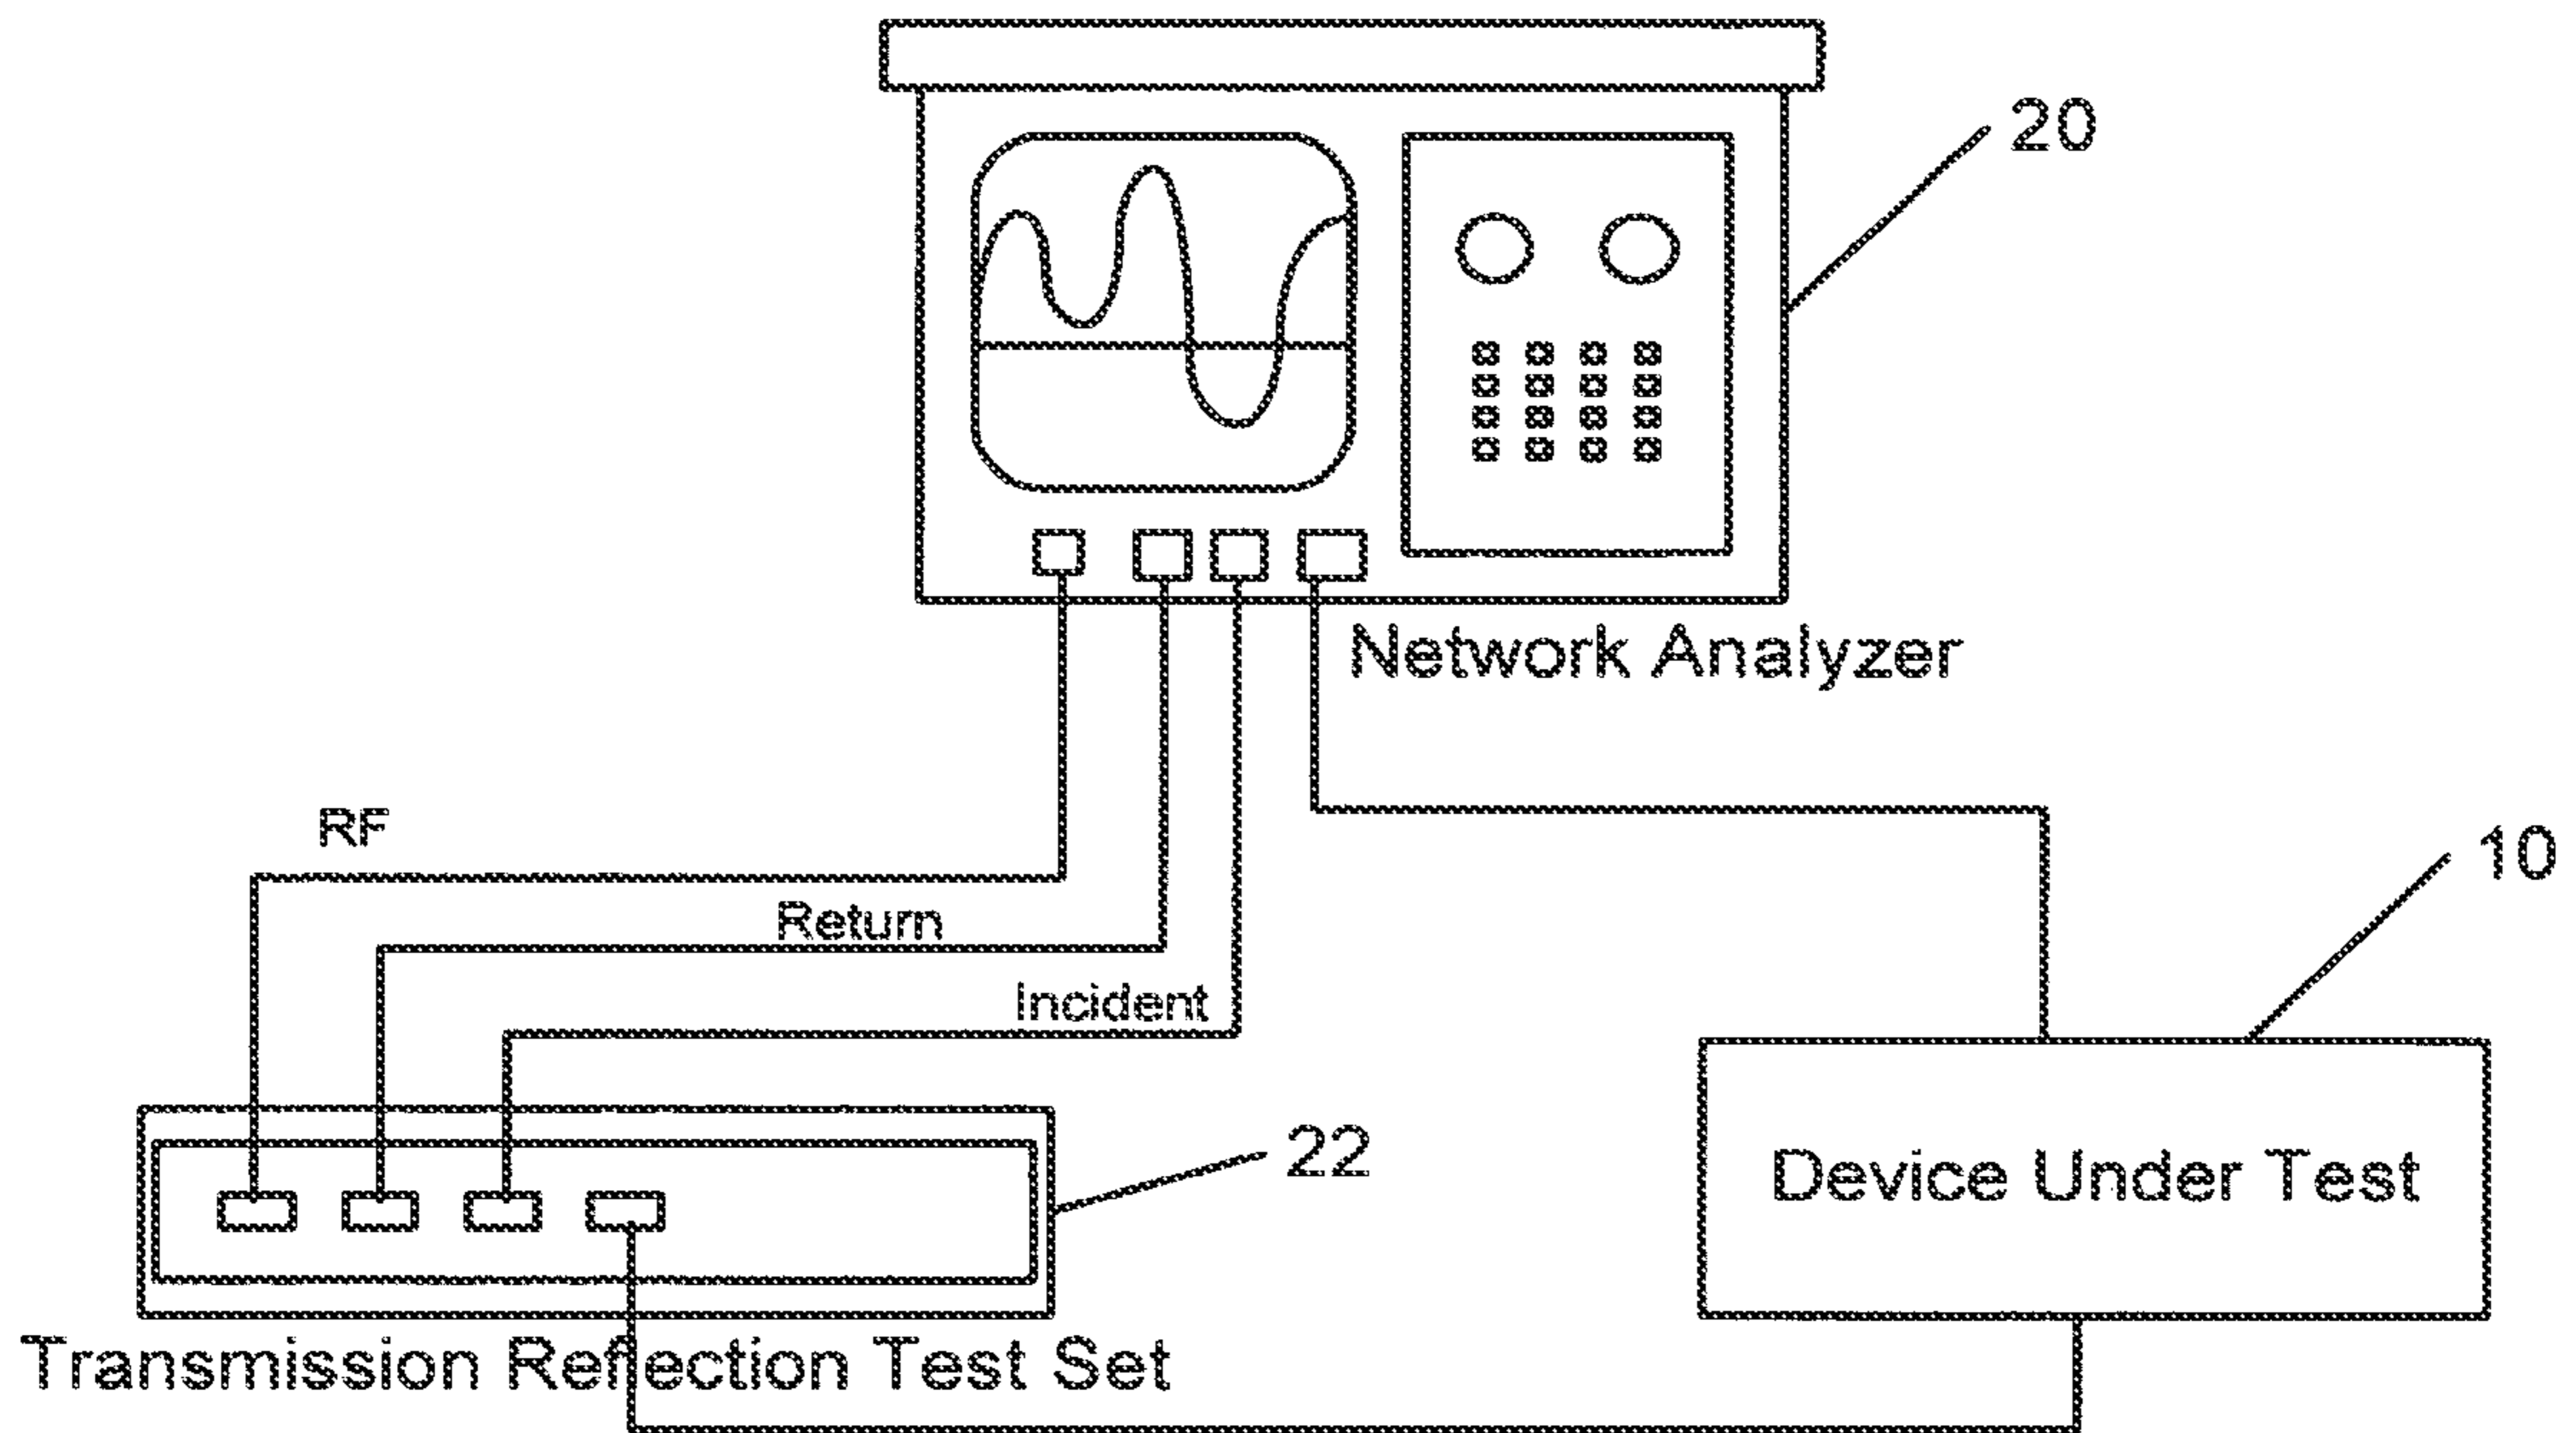 20
Network Analyzer
RF
10
Return
Incident
22
Device Under Test
Transmission Reflection Test Set